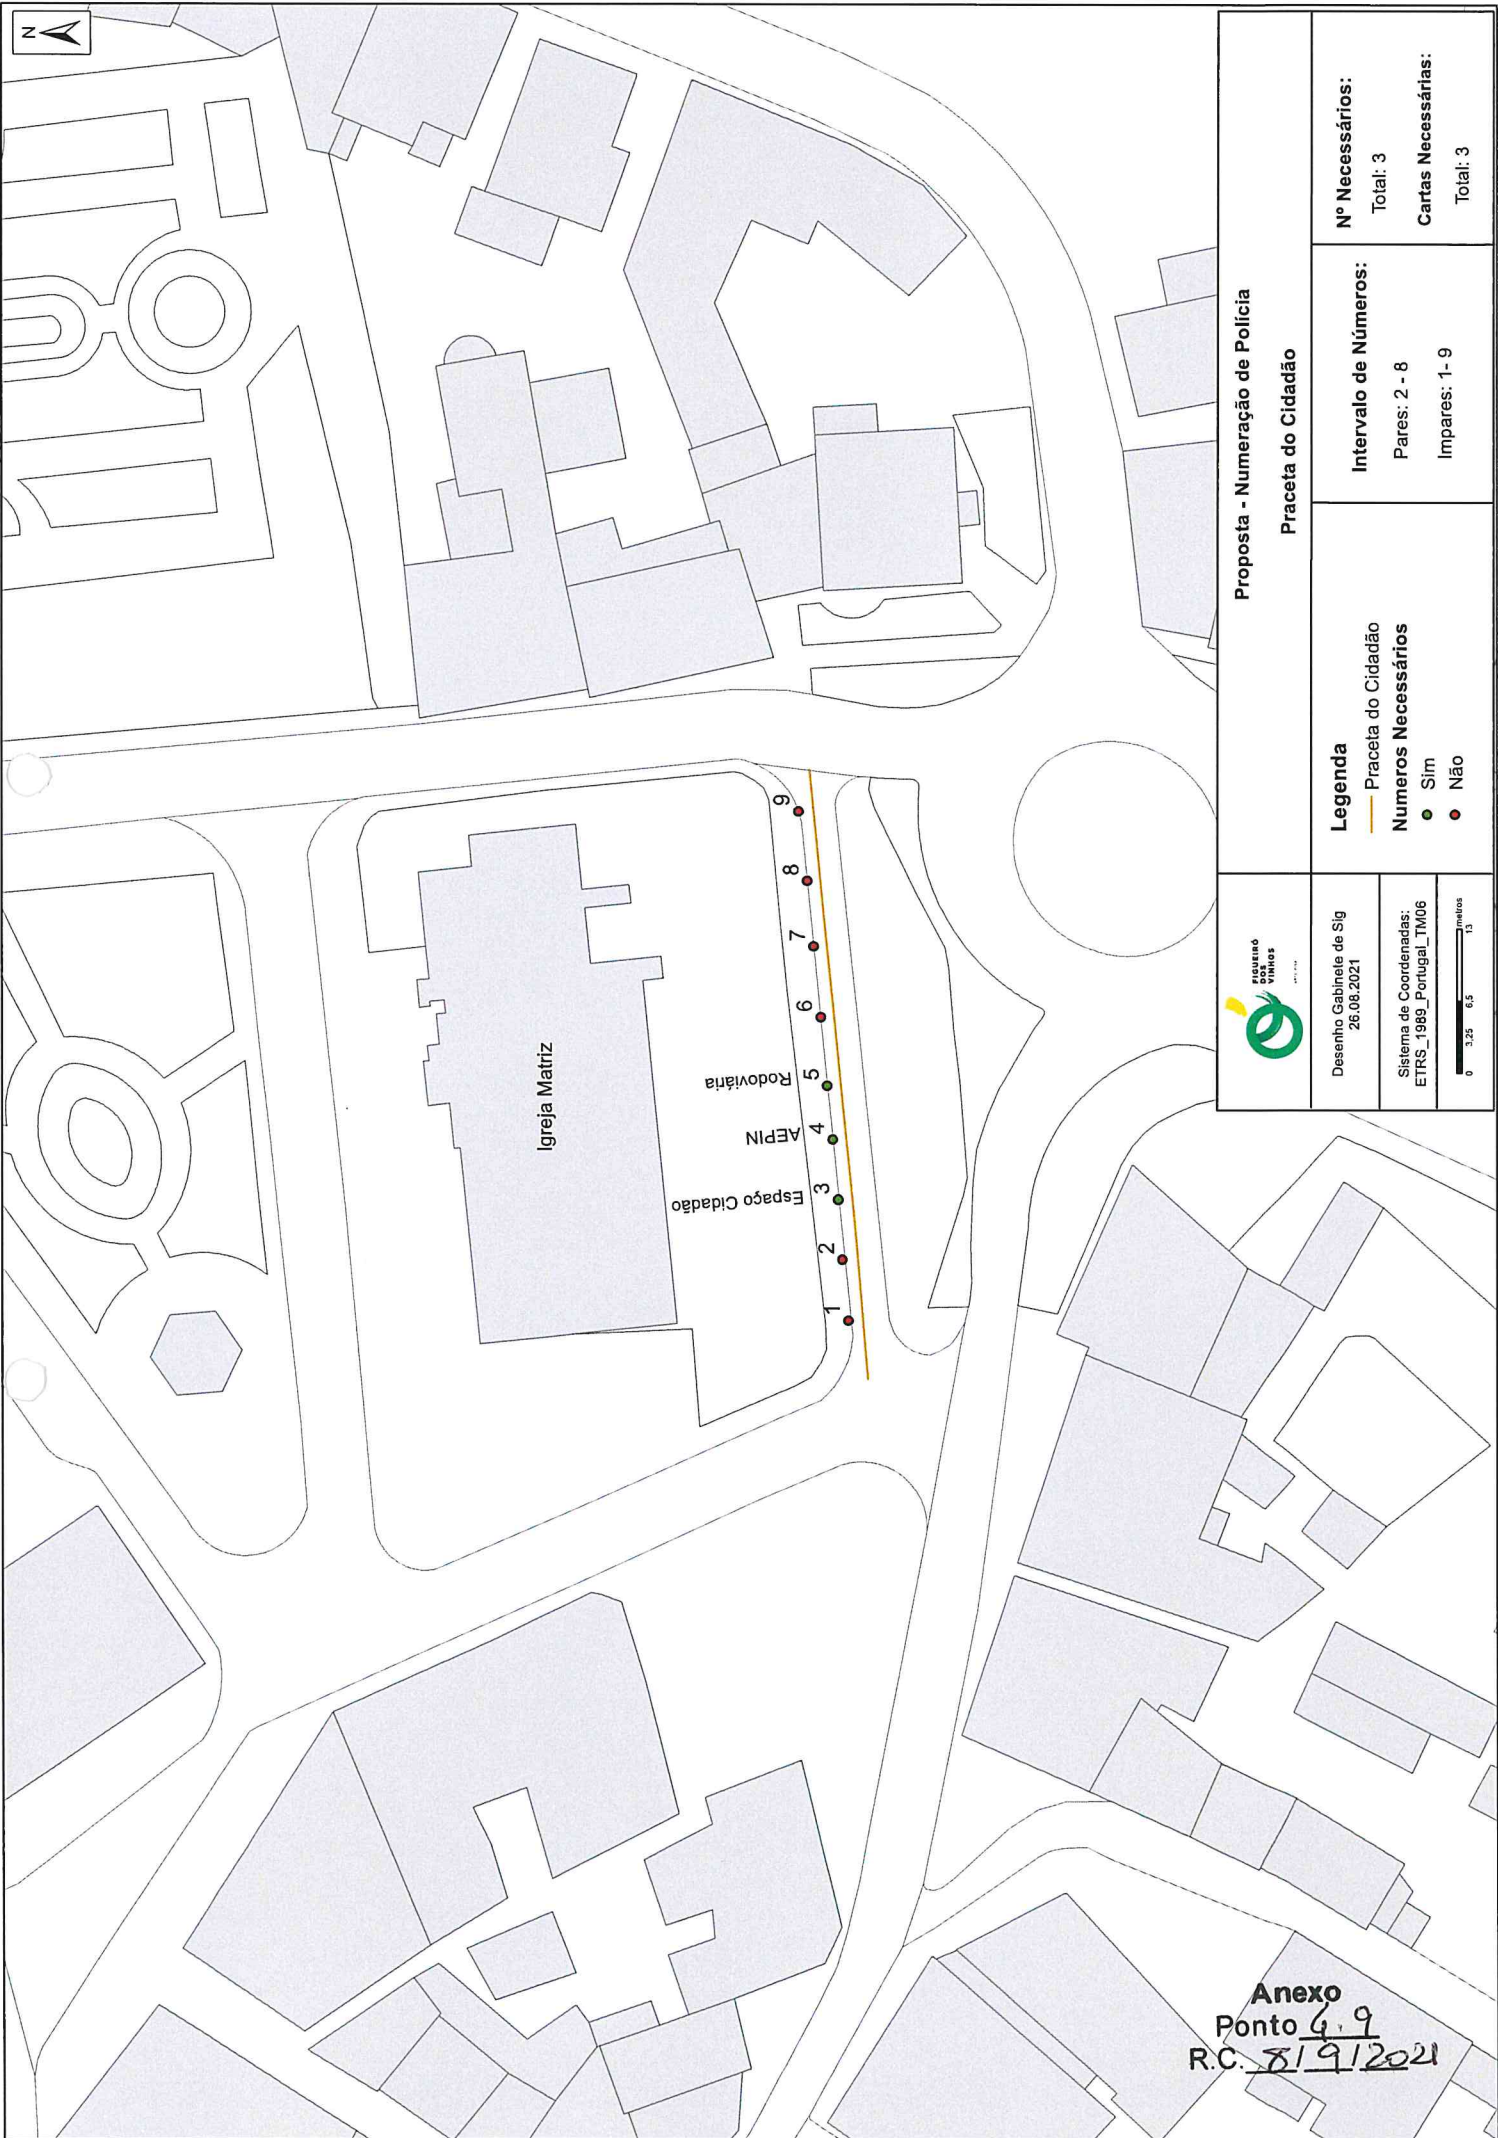 N
Igreja Matriz
Espaço Cidadão
AEPIN
Rodoviária
1
2
3
4
5
6
7
8
9
FIGUEIRÓ
DOS
VINHOS
Desenho Gabinete de Sig
26.08.2021
Sistema de Coordenadas:
ETRS_1989_Portugal_TM06
0 3,25 6,5 13 metros
Proposta - Numeração de Polícia
Praceta do Cidadão
Legenda
Praceta do Cidadão
Numeros Necessários
Sim
Não
Intervalo de Números:
Pares: 2 - 8
Impares: 1- 9
Nº Necessários:
Total: 3
Cartas Necessárias:
Total: 3
Anexo
Ponto 4.9
R.C. 8/9/2021